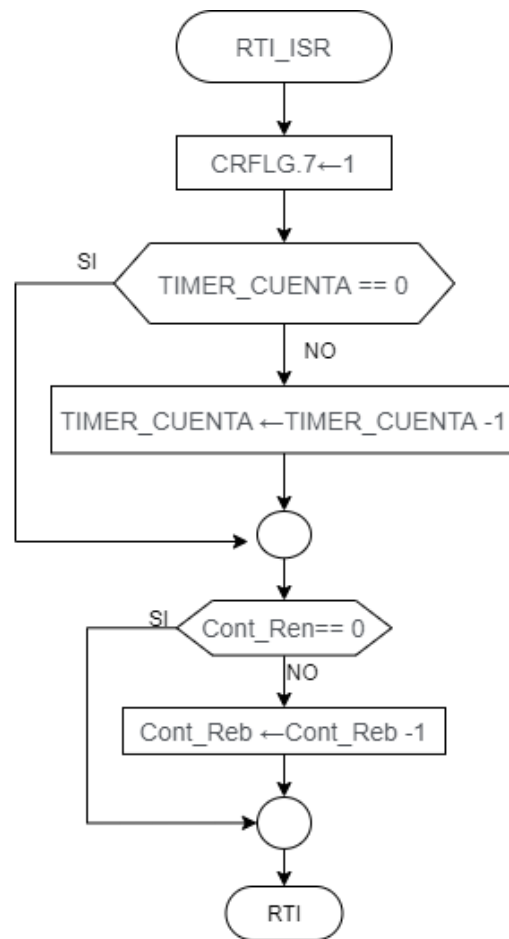 RTI_ISR
CRFLG.7←1
SI
TIMER_CUENTA == 0
NO
TIMER_CUENTA ←TIMER_CUENTA -1
SI
Cont_Ren== 0
NO
Cont_Reb ←Cont_Reb -1
RTI